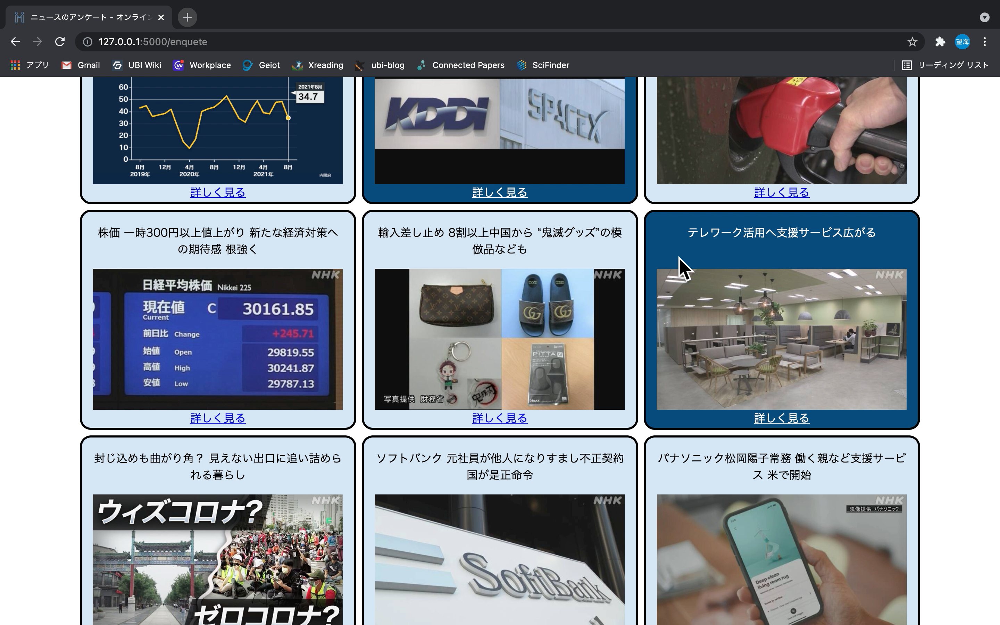 ニュースのアンケート - オンライン
127.0.0.1:5000/enquete
望海
アプリ
Gmail
UBI Wiki
Workplace
Geiot
Xreading
ubi-blog
Connected Papers
SciFinder
リーディング リスト
60
50
40
30
20
10
0
2021年8月
34.7
8月
12月
4月
8月
12月
4月
8月
2019年
2020年
2021年
内閣府
KDDI
SPACEX
詳しく見る
詳しく見る
詳しく見る
株価 一時300円以上値上がり 新たな経済対策へ
の期待感 根強く
NHK
日経平均株価 Nikkei 225
現在値 C 30161.85
Current
前日比 Change +245.71
始値 Open 29819.55
高値 High 30241.87
安値 Low 29787.13
詳しく見る
輸入差し止め 8割以上中国から “鬼滅グッズ”の模
倣品なども
NHK
GUCCI
GUCCI
PITTA G
写真提供 財務省
詳しく見る
テレワーク活用へ支援サービス広がる
NHK
詳しく見る
封じ込めも曲がり角？ 見えない出口に追い詰めら
れる暮らし
NHK
ウィズコロナ?
ゼロコロナ?
ソフトバンク 元社員が他人になりすまし不正契約
国が是正命令
NHK
SoftBank
パナソニック松岡陽子常務 働く親など支援サービ
ス 米で開始
NHK
映像提供：パナソニック
Deep clean
living room rug
Items to review